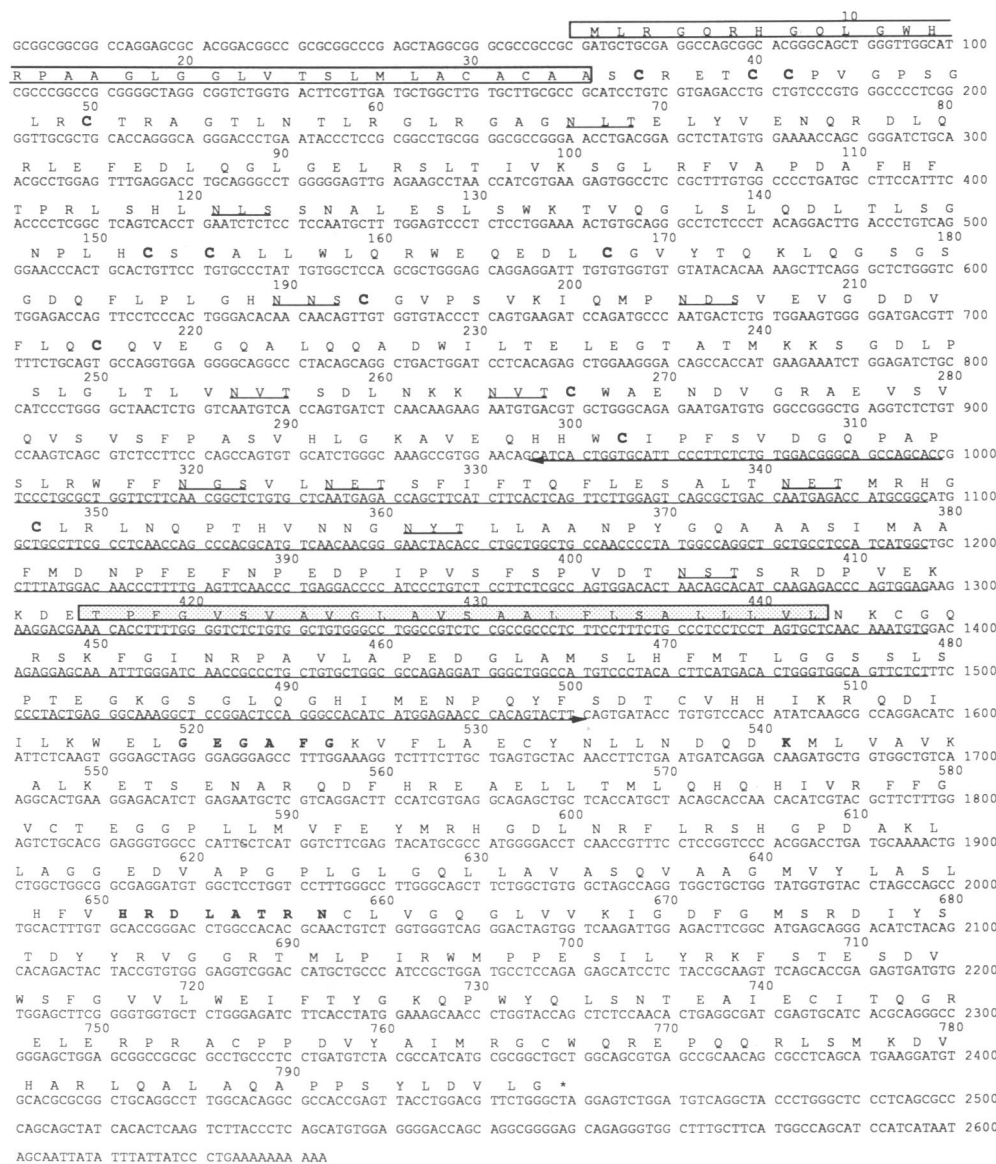 10
M L R G Q R H G Q L G W H
GCGGCGGCGG CCAGGAGCGC ACGGACGGCC GCGCGGCCCG AGCTAGGCGG GCGCCGCCGC GATGCTGCGA GGCCAGCGGC ACGGGCAGCT GGGTTGGCAT 100
20 30 40
R P A A G L G G L V T S L M L A C A C A A S C R E T C C P V G P S G
CGCCCGGCCG CGGGGCTAGG CGGTCTGGTG ACTTCGTTGA TGCTGGCTTG TGCTTGCGCC GCATCCTGTC GTGAGACCTG CTGTCCCGTG GGCCCCTCGG 200
50 60 70 80
L R C T R A G T L N T L R G L R G A G N L T E L Y V E N Q R D L Q
GGTTGCGCTG CACCAGGGCA GGGACCCTGA ATACCCTCCG CGGCCTGCGG GGCGCCGGGA ACCTGACGGA GCTCTATGTG GAAAACCAGC GGGATCTGCA 300
90 100 110
R L E F E D L Q G L G E L R S L T I V K S G L R F V A P D A F H F
ACGCCTGGAG TTTGAGGACC TGCAGGGCCT GGGGGAGTTG AGAAGCCTAA CCATCGTGAA GAGTGGCCTC CGCTTTGTGG CCCCTGATGC CTTCCATTTC 400
120 130 140
T P R L S H L N L S S N A L E S L S W K T V Q G L S L Q D L T L S G
ACCCCTCGGC TCAGTCACCT GAATCTCTCC TCCAATGCTT TGGAGTCCCT CTCCTGGAAA ACTGTGCAGG GCCTCTCCCT ACAGGACTTG ACCCTGTCAG 500
150 160 170 180
N P L H C S C A L L W L Q R W E Q E D L C G V Y T Q K L Q G S G S
GGAACCCACT GCACTGTTCC TGTGCCCTAT TGTGGCTCCA GCGCTGGGAG CAGGAGGATT TGTGTGGTGT GTATACACAA AAGCTTCAGG GCTCTGGGTC 600
190 200 210
G D Q F L P L G H N N S C G V P S V K I Q M P N D S V E V G D D V
TGGAGACCAG TTCCTCCCAC TGGGACACAA CAACAGTTGT GGTGTACCCT CAGTGAAGAT CCAGATGCCC AATGACTCTG TGGAAGTGGG GGATGACGTT 700
220 230 240
F L Q C Q V E G Q A L Q Q A D W I L T E L E G T A T M K K S G D L P
TTTCTGCAGT GCCAGGTGGA GGGGCAGGCC CTACAGCAGG CTGACTGGAT CCTCACAGAG CTGGAAGGGA CAGCCACCAT GAAGAAATCT GGAGATCTGC 800
250 260 270 280
S L G L T L V N V T S D L N K K N V T C W A E N D V G R A E V S V
CATCCCTGGG GCTAACTCTG GTCAATGTCA CCAGTGATCT CAACAAGAAG AATGTGACGT GCTGGGCAGA GAATGATGTG GGCCGGGCTG AGGTCTCTGT 900
290 300 310
Q V S V S F P A S V H L G K A V E Q H H W C I P F S V D G Q P A P
CCAAGTCAGC GTCTCCTTCC CAGCCAGTGT GCATCTGGGC AAAGCCGTGG AACAGCATCA CTGGTGCATT CCCTTCTCTG TGGACGGGCA GCCAGCACCG 1000
320 330 340
S L R W F F N G S V L N E T S F I F T Q F L E S A L T N E T M R H G
TCCCTGCGCT GGTTCTTCAA CGGCTCTGTG CTCAATGAGA CCAGCTTCAT CTTCACTCAG TTCTTGGAGT CAGCGCTGAC CAATGAGACC ATGCGGCATG 1100
350 360 370 380
C L R L N Q P T H V N N G N Y T L L A A N P Y G Q A A A S I M A A
GCTGCCTTCG CCTCAACCAG CCCACGCATG TCAACAACGG GAACTACACC CTGCTGGCTG CCAACCCCTA TGGCCAGGCT GCTGCCTCCA TCATGGCTGC 1200
390 400 410
F M D N P F E F N P E D P I P V S F S P V D T N S T S R D P V E K
CTTTATGGAC AACCCTTTTG AGTTCAACCC TGAGGACCCC ATCCCTGTCT CCTTCTCGCC AGTGGACACT AACAGCACAT CAAGAGACCC AGTGGAGAAG 1300
420 430 440
K D E T P F G V S V A V G L A V S A A L F L S A L L L V L N K C G Q
AAGGACGAAA CACCTTTTGG GGTCTCTGTG GCTGTGGGCC TGGCCGTCTC CGCCGCCCTC TTCCTTTCTG CCCTCCTCCT AGTGCTCAAC AAATGTGGAC 1400
450 460 470 480
R S K F G I N R P A V L A P E D G L A M S L H F M T L G G S S L S
AGAGGAGCAA ATTTGGGATC AACCGCCCTG CTGTGCTGGC GCCAGAGGAT GGGCTGGCCA TGTCCCTACA CTTCATGACA CTGGGTGGCA GTTCTCTTTC 1500
490 500 510
P T E G K G S G L Q G H I M E N P Q Y F S D T C V H H I K R Q D I
CCCTACTGAG GGCAAAGGCT CCGGACTCCA GGGCCACATC ATGGAGAACC CACAGTACTT CAGTGATACC TGTGTCCACC ATATCAAGCG CCAGGACATC 1600
520 530 540
I L K W E L G E G A F G K V F L A E C Y N L L N D Q D K M L V A V K
ATTCTCAAGT GGGAGCTAGG GGAGGGAGCC TTTGGAAAGG TCTTTCTTGC TGAGTGCTAC AACCTTCTGA ATGATCAGGA CAAGATGCTG GTGGCTGTCA 1700
550 560 570 580
A L K E T S E N A R Q D F H R E A E L L T M L Q H Q H I V R F F G
AGGCACTGAA GGAGACATCT GAGAATGCTC GTCAGGACTT CCATCGTGAG GCAGAGCTGC TCACCATGCT ACAGCACCAA CACATCGTAC GCTTCTTTGG 1800
590 600 610
V C T E G G P L L M V F E Y M R H G D L N R F L R S H G P D A K L
AGTCTGCACG GAGGGTGGCC CATTGCTCAT GGTCTTCGAG TACATGCGCC ATGGGGACCT CAACCGTTTC CTCCGGTCCC ACGGACCTGA TGCAAAACTG 1900
620 630 640
L A G G E D V A P G P L G L G Q L L A V A S Q V A A G M V Y L A S L
CTGGCTGGCG GCGAGGATGT GGCTCCTGGT CCTTTGGGCC TTGGGCAGCT TCTGGCTGTG GCTAGCCAGG TGGCTGCTGG TATGGTGTAC CTAGCCAGCC 2000
650 660 670 680
H F V H R D L A T R N C L V G Q G L V V K I G D F G M S R D I Y S
TGCACTTTGT GCACCGGGAC CTGGCCACAC GCAACTGTCT GGTGGGTCAG GGACTAGTGG TCAAGATTGG AGACTTCGGC ATGAGCAGGG ACATCTACAG 2100
690 700 710
T D Y Y R V G G R T M L P I R W M P P E S I L Y R K F S T E S D V
CACAGACTAC TACCGTGTGG GAGGTCGGAC CATGCTGCCC ATCCGCTGGA TGCCTCCAGA GAGCATCCTC TACCGCAAGT TCAGCACCGA GAGTGATGTG 2200
720 730 740
W S F G V V L W E I F T Y G K Q P W Y Q L S N T E A I E C I T Q G R
TGGAGCTTCG GGGTGGTGCT CTGGGAGATC TTCACCTATG GAAAGCAACC CTGGTACCAG CTCTCCAACA CTGAGGCGAT CGAGTGCATC ACGCAGGGCC 2300
750 760 770 780
E L E R P R A C P P D V Y A I M R G C W Q R E P Q Q R L S M K D V
GGGAGCTGGA GCGGCCGCGC GCCTGCCCTC CTGATGTCTA CGCCATCATG CGCGGCTGCT GGCAGCGTGA GCCGCAACAG CGCCTCAGCA TGAAGGATGT 2400
790
H A R L Q A L A Q A P P S Y L D V L G *
GCACGCGCGG CTGCAGGCCT TGGCACAGGC GCCACCGAGT TACCTGGACG TTCTGGGCTA GGAGTCTGGA TGTCAGGCTA CCCTGGGCTC CCTCAGCGCC 2500
CAGCAGCTAT CACACTCAAG TCTTACCCTC AGCATGTGGA GGGGACCAGC AGGCGGGGAG CAGAGGGTGG CTTTGCTTCA TGGCCAGCAT CCATCATAAT 2600
AGCAATTATA TTTATTATCC CTGAAAAAAA AAA